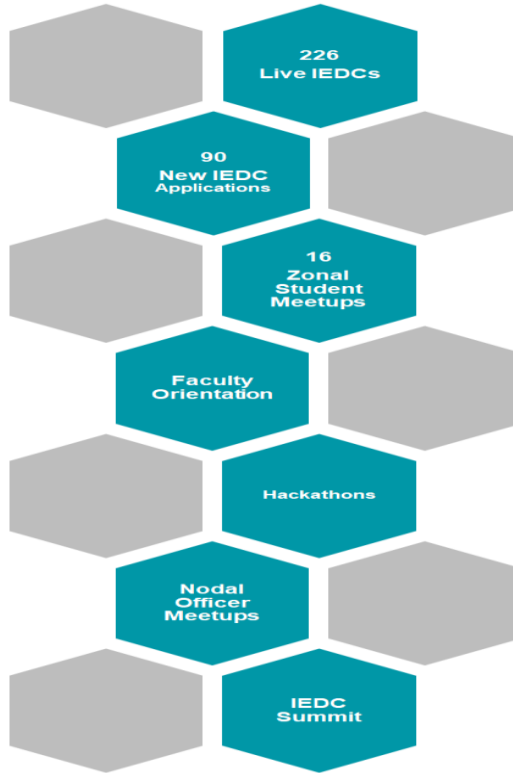 226
Live IEDCs
90
New IEDC
Applications
16
Zonal
Student
Meetups
Faculty
Orientation
Hackathons
Nodal
Officer
Meetups
IEDC
Summit